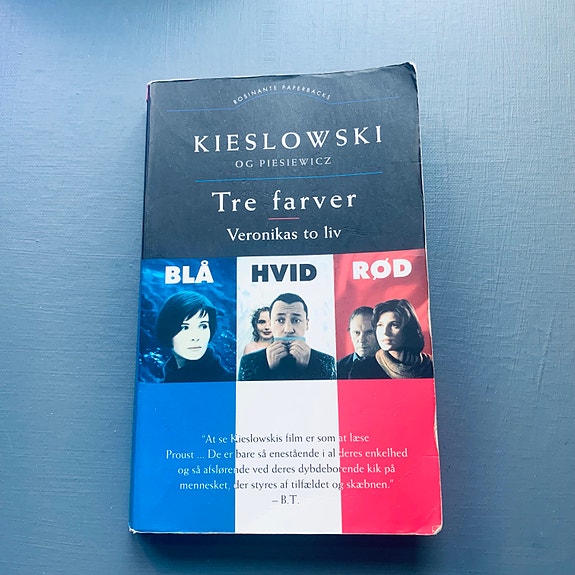 ROBINANTE PAPERBACKS
KIESLOWSKI
OG PIESIEWICZ
Tre farver
Veronikas to liv
BLÅ HVID RØD
"At se Kieslowskis film er som at læse
Proust ... De er bare så enestående i al deres enkelhed
og så afslørende ved deres dybdeborende kik på
mennesket, der styres af tilfældet og skæbnen."
– B.T.